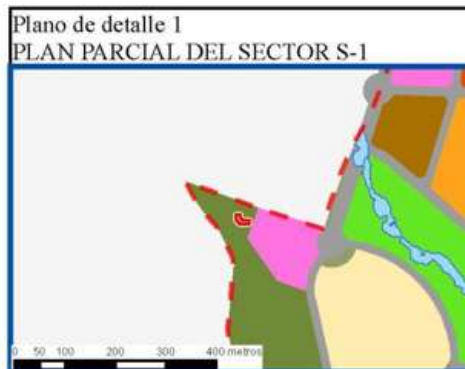 Plano de detalle 1
PLAN PARCIAL DEL SECTOR S-1
0 50 100 200 300 400 metros